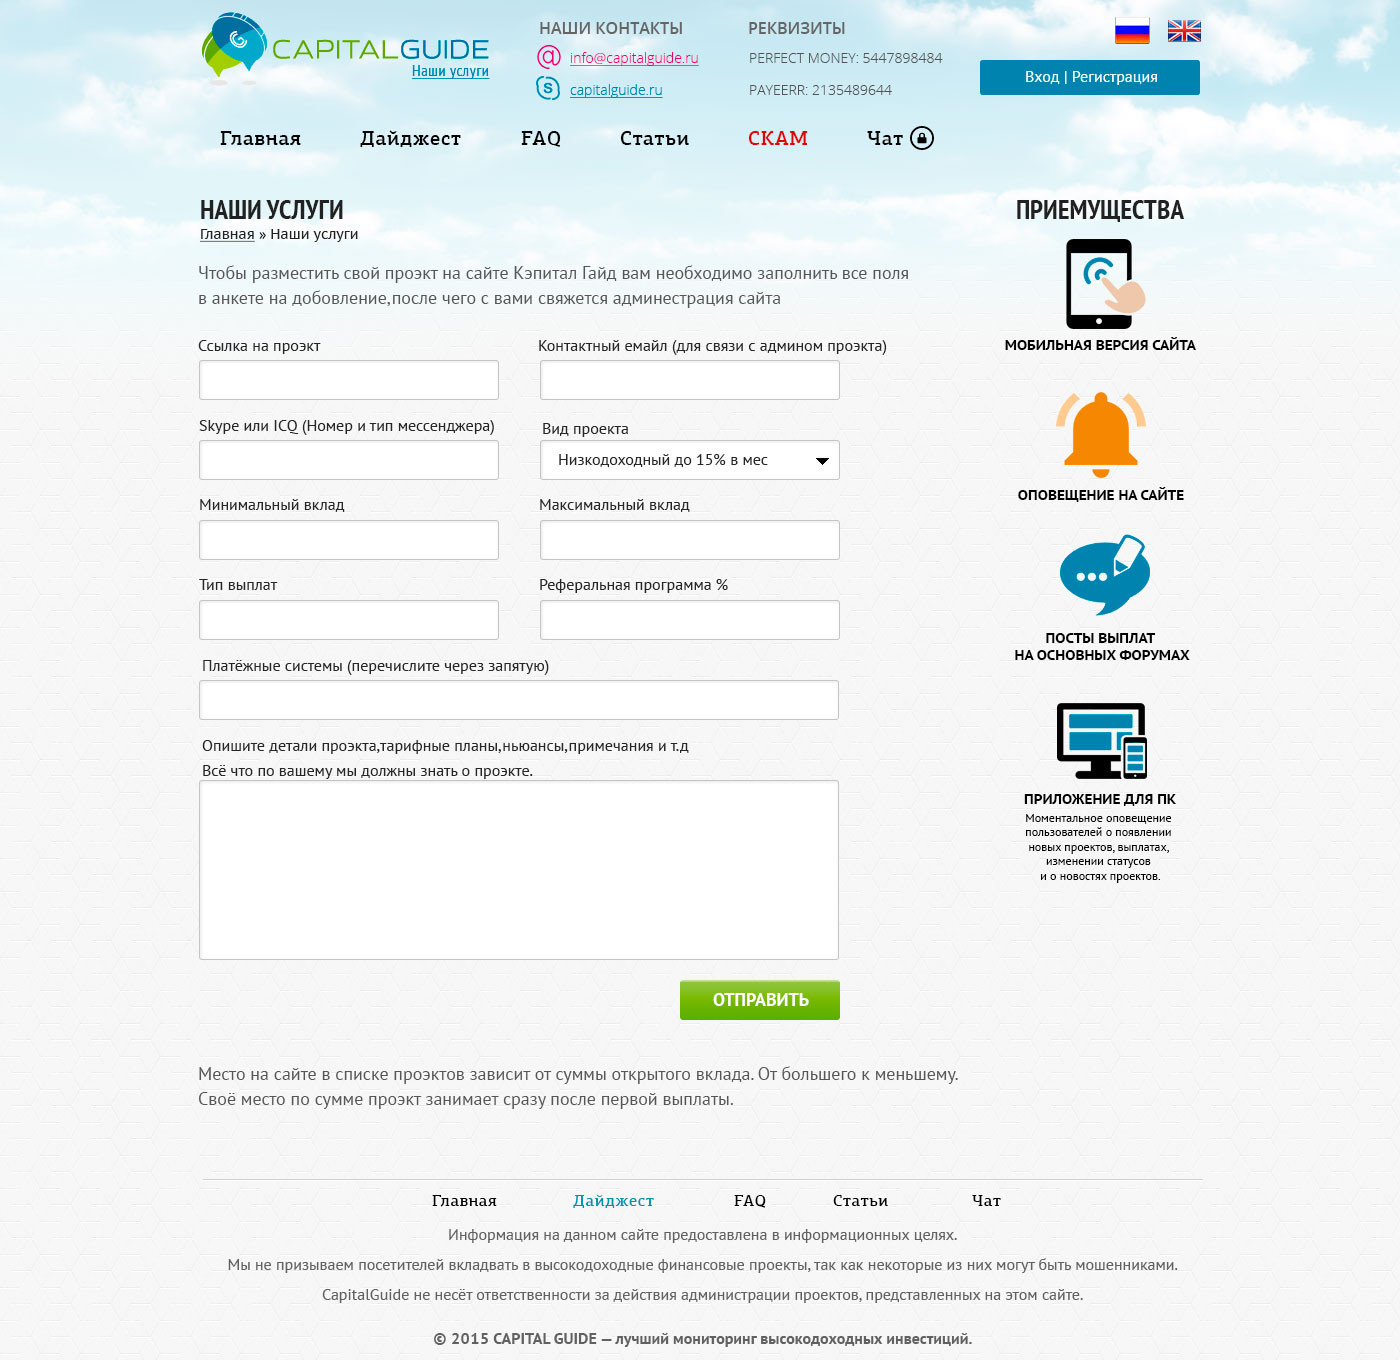 CAPITALGUIDE
Наши услуги
НАШИ КОНТАКТЫ
info@capitalguide.ru
capitalguide.ru
РЕКВИЗИТЫ
PERFECT MONEY: 5447898484
PAYEERR: 2135489644
Вход | Регистрация
Главная
Дайджест
FAQ
Статьи
СКАМ
Чат
НАШИ УСЛУГИ
Главная » Наши услуги
Чтобы разместить свой проэкт на сайте Кэпитал Гайд вам необходимо заполнить все поля
в анкете на добовление,после чего с вами свяжется админестрация сайта
Ссылка на проэкт
Контактный емайл (для связи с админом проэкта)
Skype или ICQ (Номер и тип мессенджера)
Вид проекта
Низкодоходный до 15% в мес
Минимальный вклад
Максимальный вклад
Тип выплат
Реферальная программа %
Платёжные системы (перечислите через запятую)
Опишите детали проэкта,тарифные планы,ньюансы,примечания и т.д
Всё что по вашему мы должны знать о проэкте.
ОТПРАВИТЬ
Место на сайте в списке проэктов зависит от суммы открытого вклада. От большего к меньшему.
Своё место по сумме проэкт занимает сразу после первой выплаты.
ПРИЕМУЩЕСТВА
МОБИЛЬНАЯ ВЕРСИЯ САЙТА
ОПОВЕЩЕНИЕ НА САЙТЕ
ПОСТЫ ВЫПЛАТ
НА ОСНОВНЫХ ФОРУМАХ
ПРИЛОЖЕНИЕ ДЛЯ ПК
Моментальное оповещение
пользователей о появлении
новых проектов, выплатах,
изменении статусов
и о новостях проектов.
Главная
Дайджест
FAQ
Статьи
Чат
Информация на данном сайте предоставлена в информационных целях.
Мы не призываем посетителей вкладвать в высокодоходные финансовые проекты, так как некоторые из них могут быть мошенниками.
CapitalGuide не несёт ответственности за действия администрации проектов, представленных на этом сайте.
© 2015 CAPITAL GUIDE — лучший мониторинг высокодоходных инвестиций.